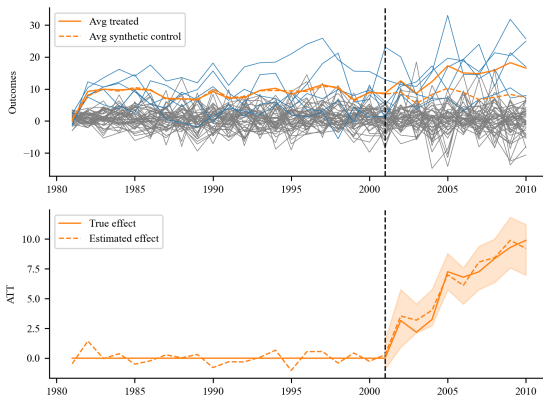 Avg treated
Avg synthetic control
Outcomes
30
20
10
0
−10
1980 1985 1990 1995 2000 2005 2010
True effect
Estimated effect
ATT
10.0
7.5
5.0
2.5
0.0
1980 1985 1990 1995 2000 2005 2010